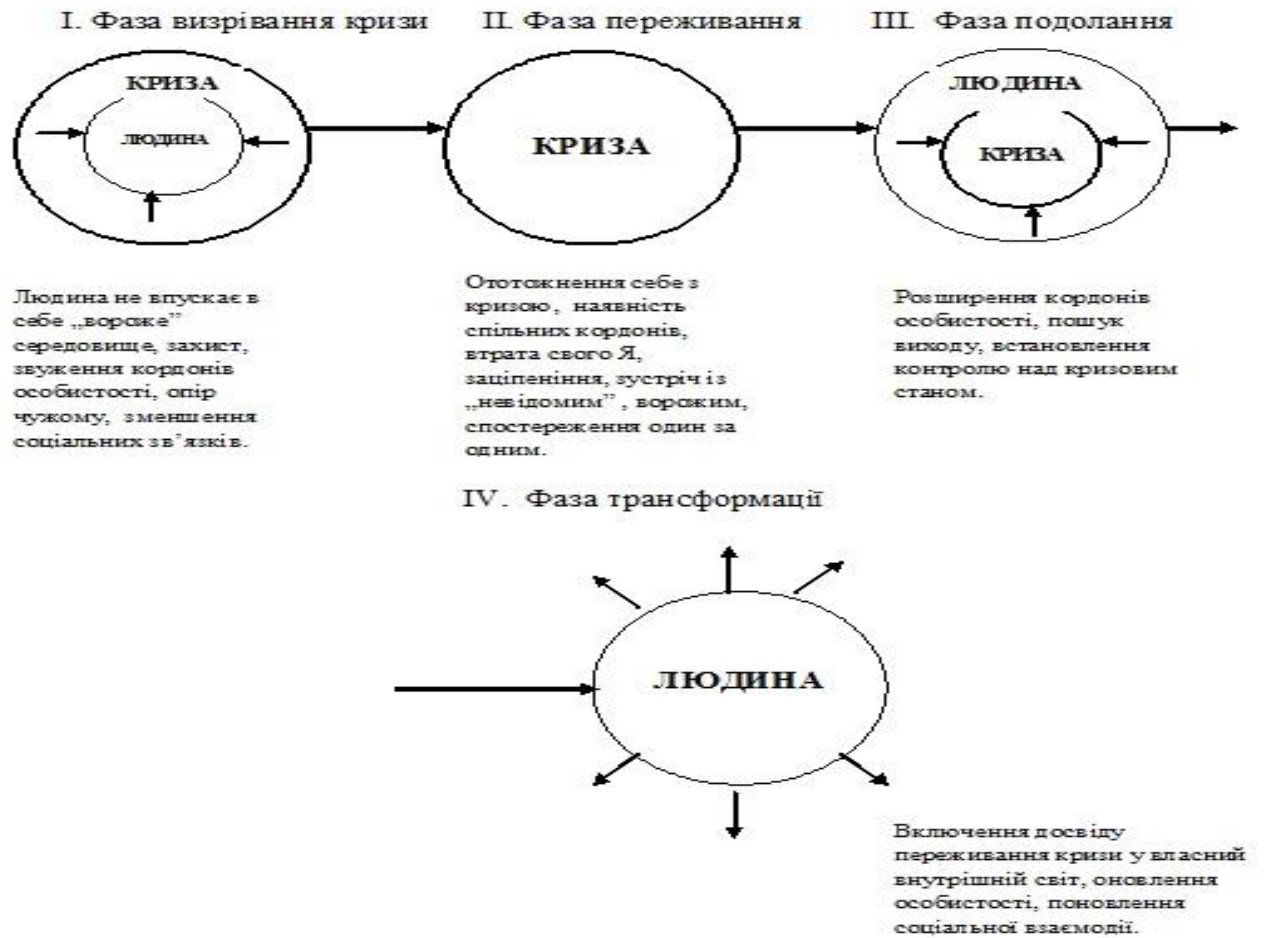 I. Фаза визрівання кризи
II. Фаза переживання
III. Фаза подолання
КРИЗА
ЛЮДИНА
КРИЗА
ЛЮДИНА
КРИЗА
Людина не впускає в
себе „вороже”
середовище, захист,
звуження кордонів
особистості, опір
чужому, зменшення
соціальних зв’язків.
Ототожнення себе з
кризою, наявність
спільних кордонів,
втрата свого Я,
заціпеніння, зустріч із
„невідомим” , ворожим,
спостереження один за
одним.
Розширення кордонів
особистості, пошук
виходу, встановлення
контролю над кризовим
станом.
IV. Фаза трансформації
ЛЮДИНА
Включення досвіду
переживання кризи у власний
внутрішній світ, оновлення
особистості, поновлення
соціальної взаємодії.